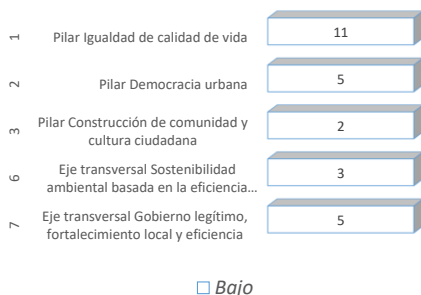 1 Pilar Igualdad de calidad de vida 11
2 Pilar Democracia urbana 5
3 Pilar Construcción de comunidad y
cultura ciudadana 2
6 Eje transversal Sostenibilidad
ambiental basada en la eficiencia… 3
7 Eje transversal Gobierno legítimo,
fortalecimiento local y eficiencia 5
Bajo